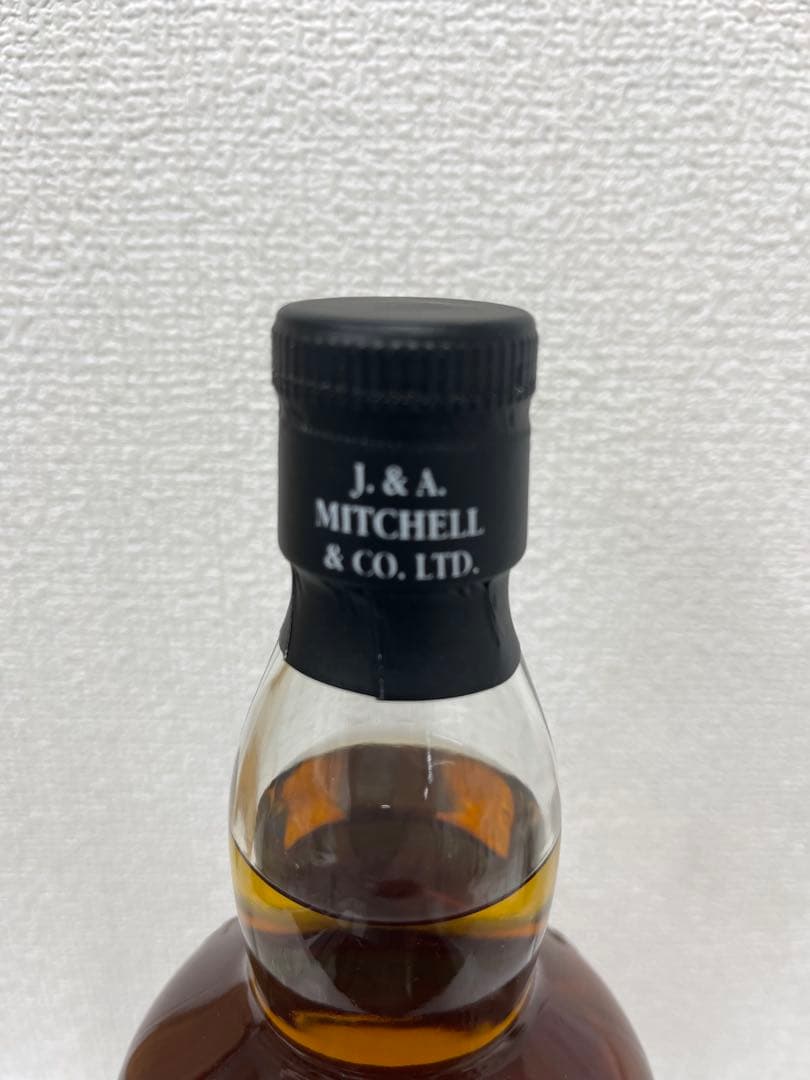 J. & A.
MITCHELL
& CO. LTD.